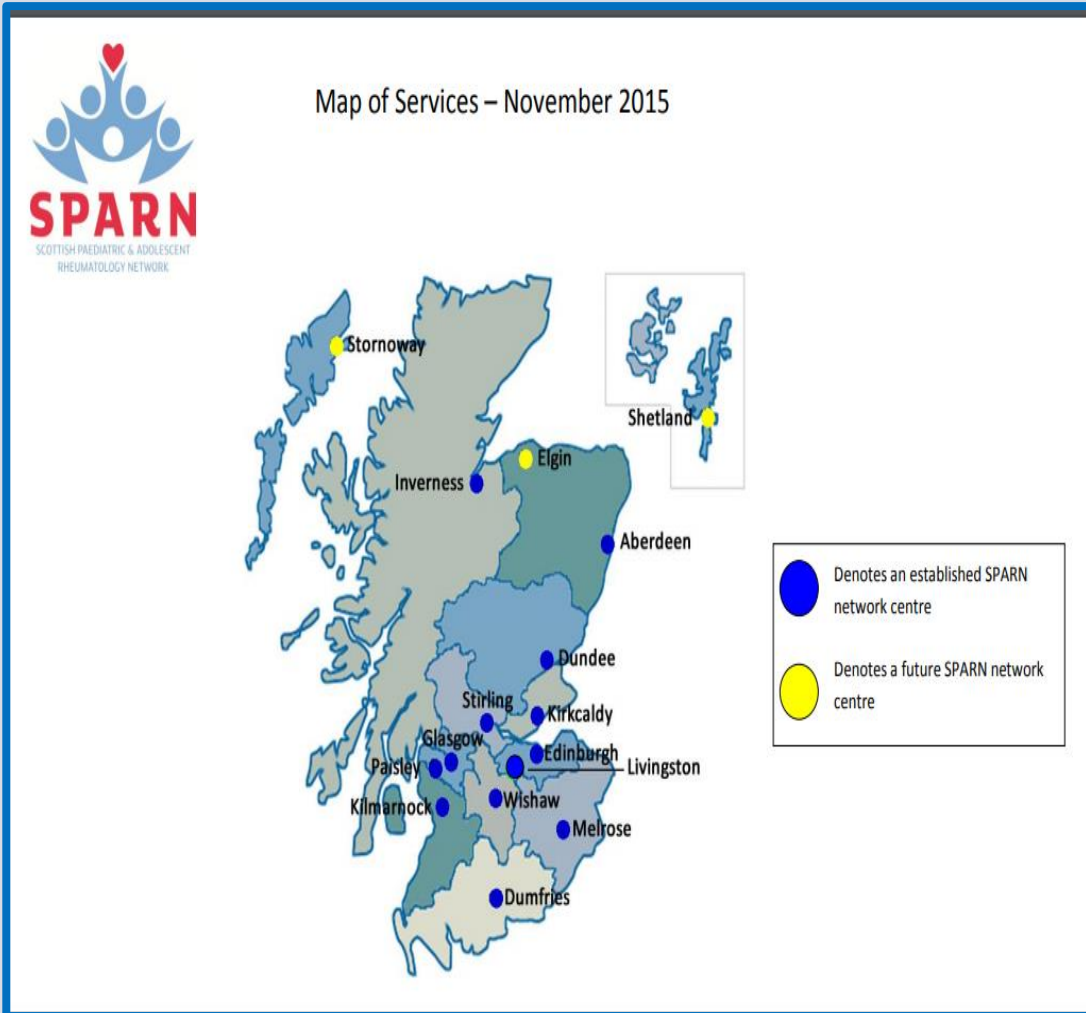 Map of Services – November 2015
SPARN
SCOTTISH PAEDIATRIC & ADOLESCENT
RHEUMATOLOGY NETWORK
Stornoway
Shetland
Elgin
Inverness
Aberdeen
Dundee
Stirling
Kirkcaldy
Glasgow
Edinburgh
Paisley
Livingston
Kilmarnock
Wishaw
Melrose
Dumfries
Denotes an established SPARN
network centre
Denotes a future SPARN network
centre